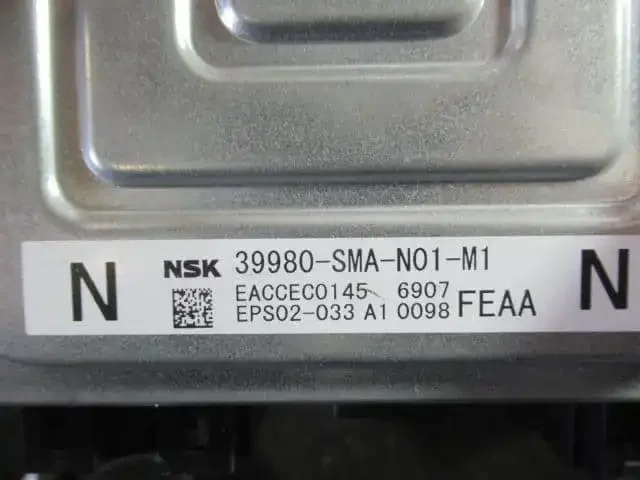 N NSK 39980-SMA-N01-M1 N
EACCEC0145 6907
EPS02-033 A1 0098 FEAA